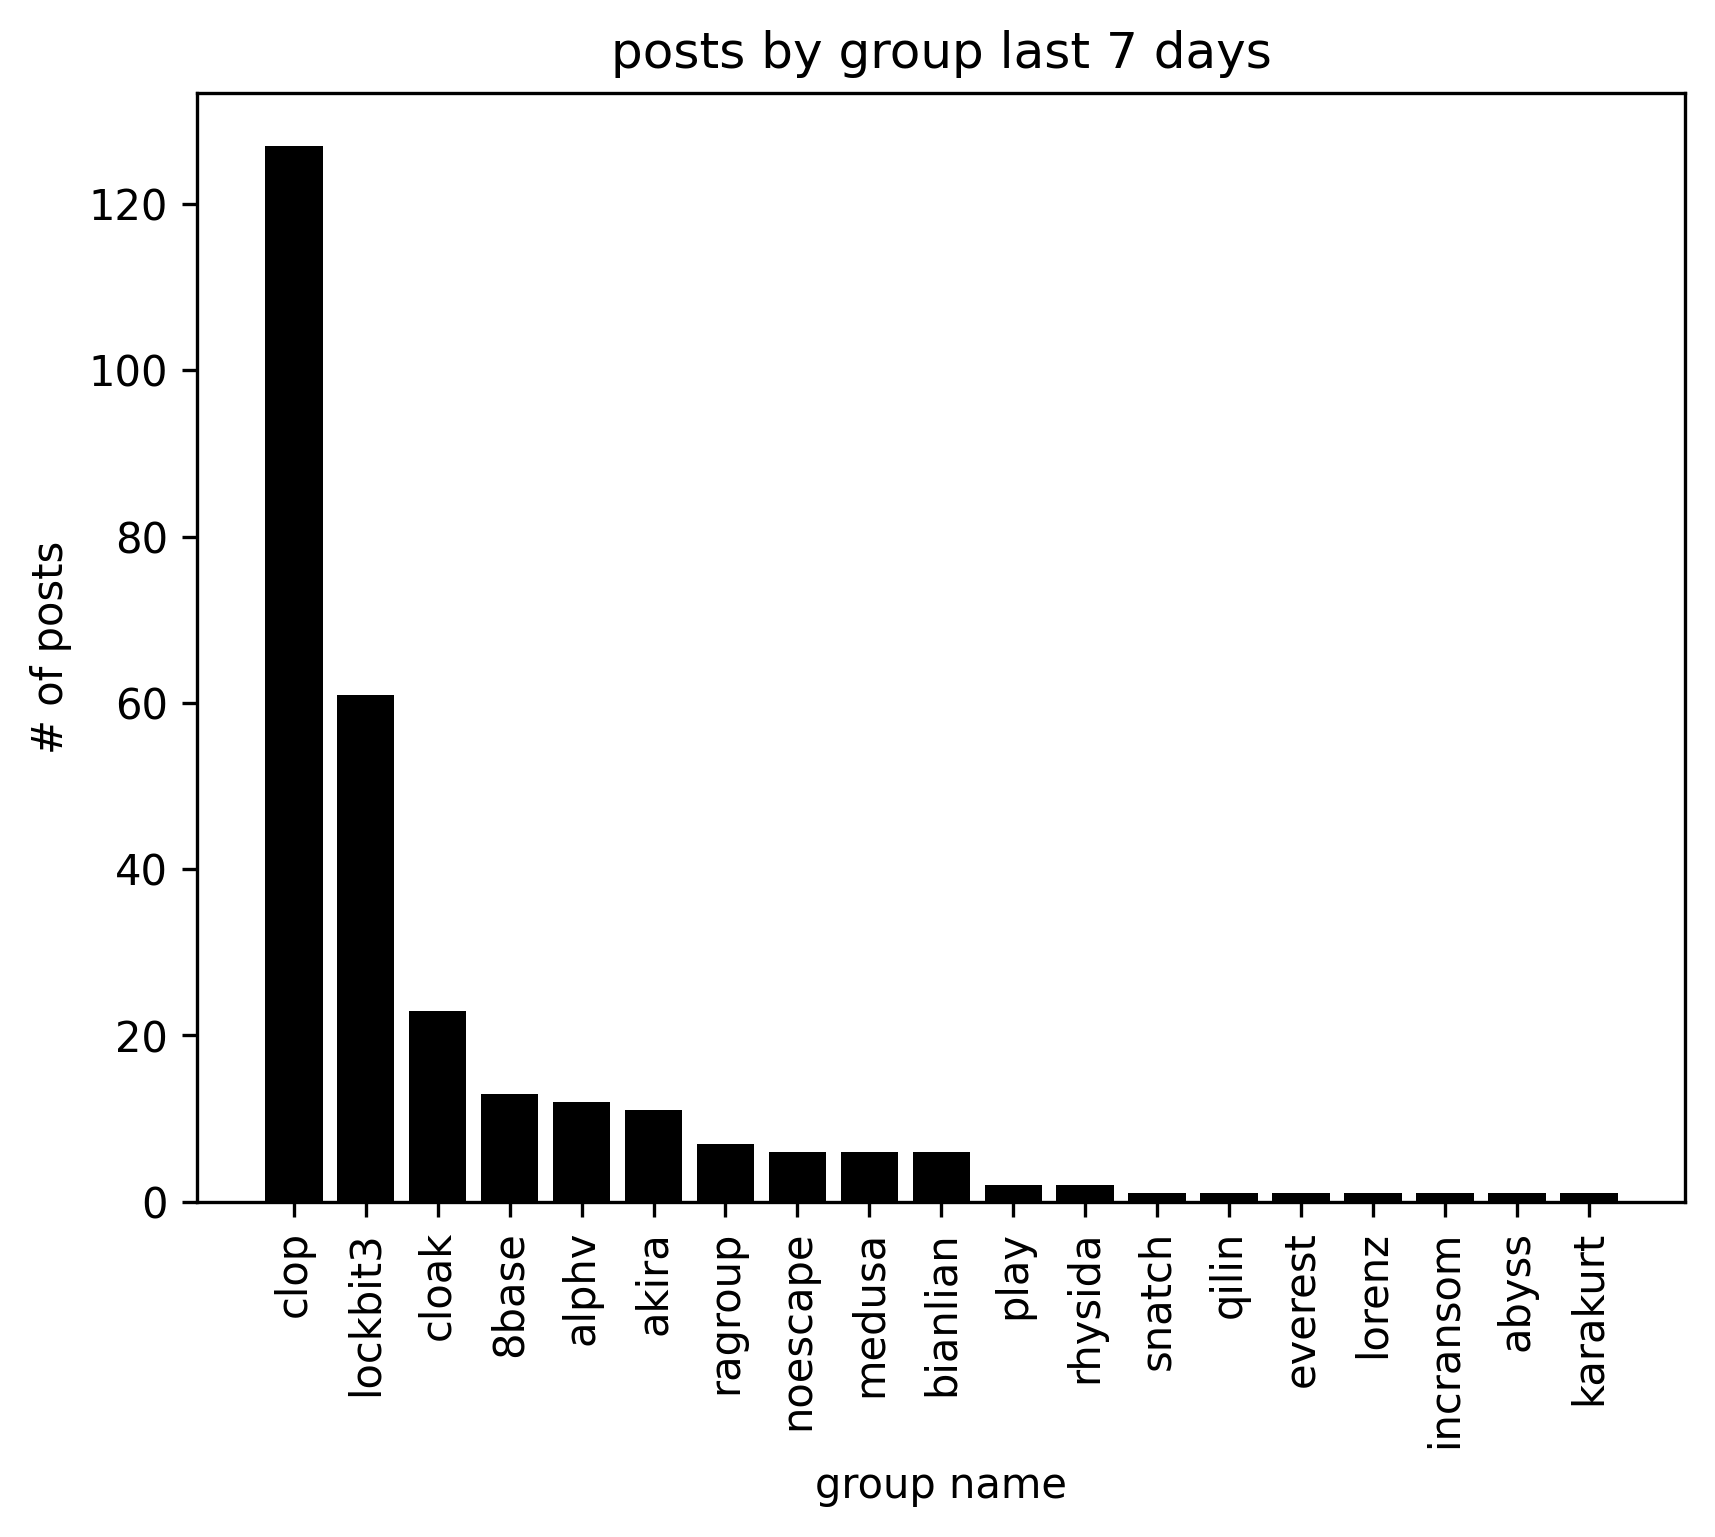 posts by group last 7 days
# of posts
120
100
80
60
40
20
0
clop
lockbit3
cloak
8base
alphv
akira
ragroup
noescape
medusa
bianlian
play
rhysida
snatch
qilin
everest
lorenz
incransom
abyss
karakurt
group name